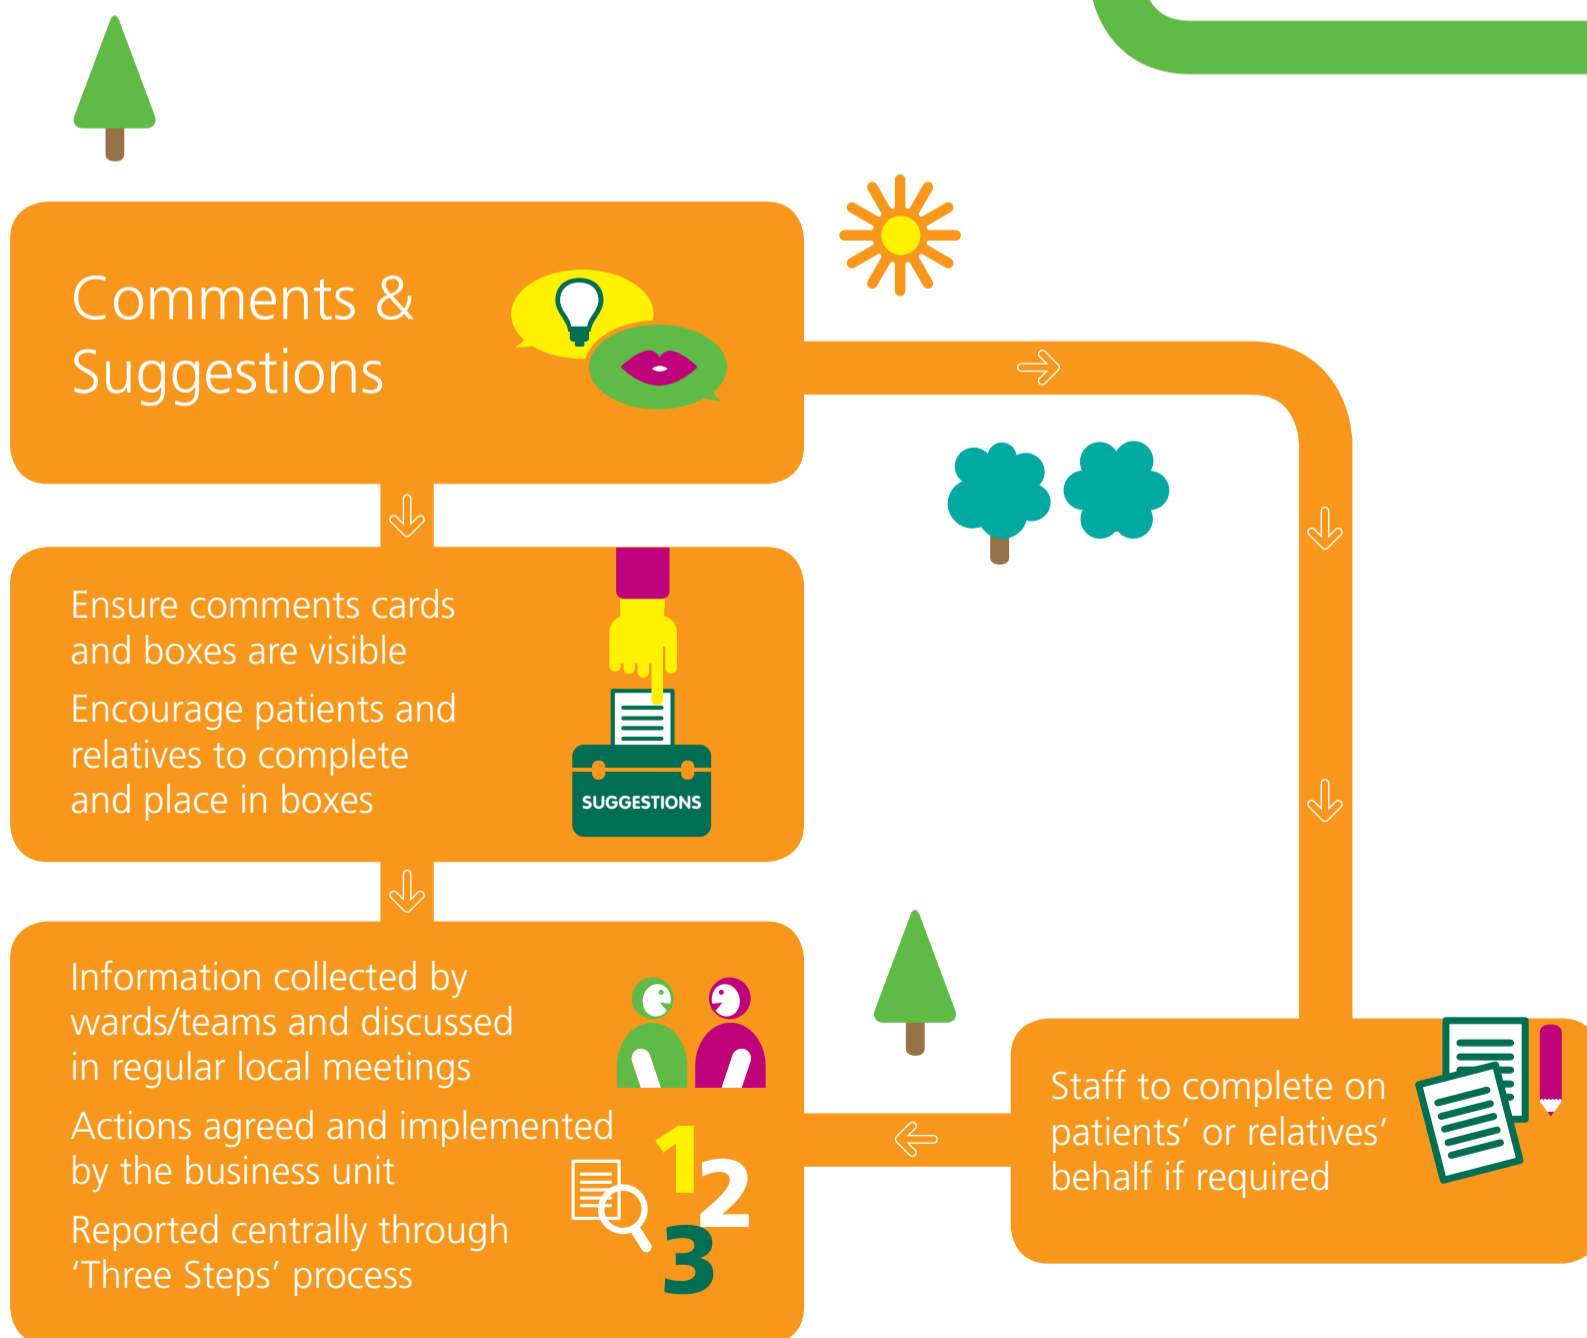 Comments &
Suggestions
Ensure comments cards
and boxes are visible
Encourage patients and
relatives to complete
and place in boxes
SUGGESTIONS
Information collected by
wards/teams and discussed
in regular local meetings
Actions agreed and implemented
by the business unit
Reported centrally through
‘Three Steps’ process
1
2
3
Staff to complete on
patients’ or relatives’
behalf if required